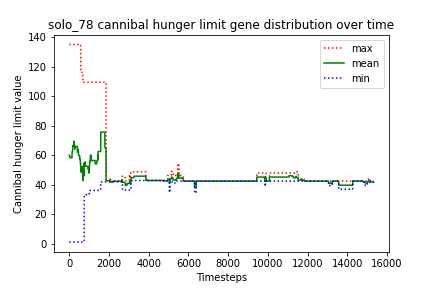 solo_78 cannibal hunger limit gene distribution over time
140
120
100
80
60
40
20
0
Cannibal hunger limit value
max
mean
min
0 2000 4000 6000 8000 10000 12000 14000 16000
Timesteps